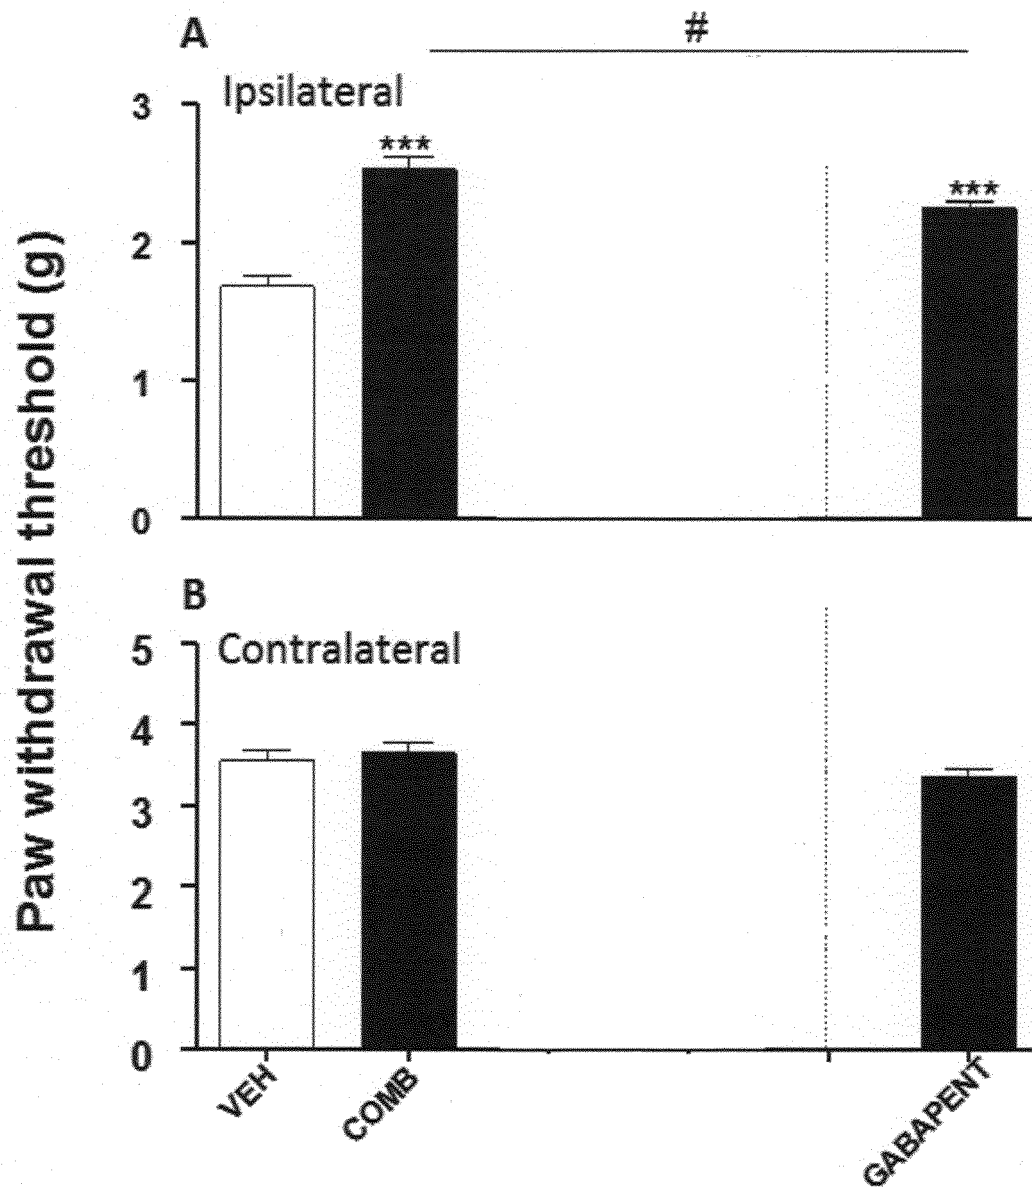 A
#
Ipsilateral
3
***
***
2
1
0
Paw withdrawal threshold (g)
B
Contralateral
5
4
3
2
1
0
VEH
COMB
GABAPENT